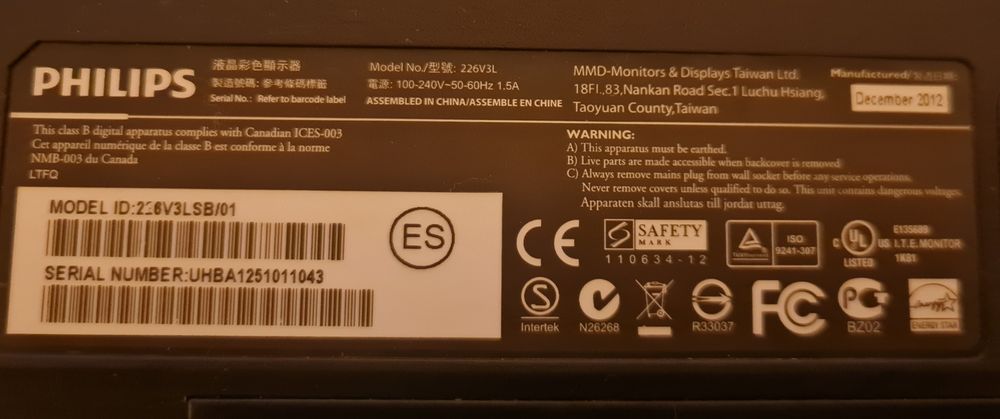 PHILIPS
液晶彩色顯示器
製造號碼: 參考條碼標籤
Serial No.: Refer to barcode label
Model No./型號: 226V3L
電源: 100-240V~50-60Hz 1.5A
ASSEMBLED IN CHINA/ASSEMBLE EN CHINE
MMD-Monitors & Displays Taiwan Ltd.
18Fl.,83,Nankan Road Sec.1 Luchu Hsiang,
Taoyuan County,Taiwan
Manufactured/製造日期:
December 2012
This class B digital apparatus complies with Canadian ICES-003
Cet appareil numérique de la classe B est conforme à la norme
NMB-003 du Canada
LTFQ
WARNING:
A) This apparatus must be earthed.
B) Live parts are made accessible when backcover is removed
C) Always remove mains plug from wall socket before any service operations.
Never remove covers unless qualified to do so. This unit contains dangerous voltages.
Apparaten skall anslutas till jordat uttag.
MODEL ID:226V3LSB/01
SERIAL NUMBER:UHBA1251011043
ES
CE
S SAFETY
MARK
110634-12
ISO
9241-307
C UL US
LISTED
E135689
I.T.E. MONITOR
1K81
S
Intertek
N26268
R33037
FC
PG
BZ02
ENERGY STAR